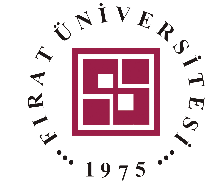 FIRAT ÜNİVERSİTESİ
••• 1975 •••